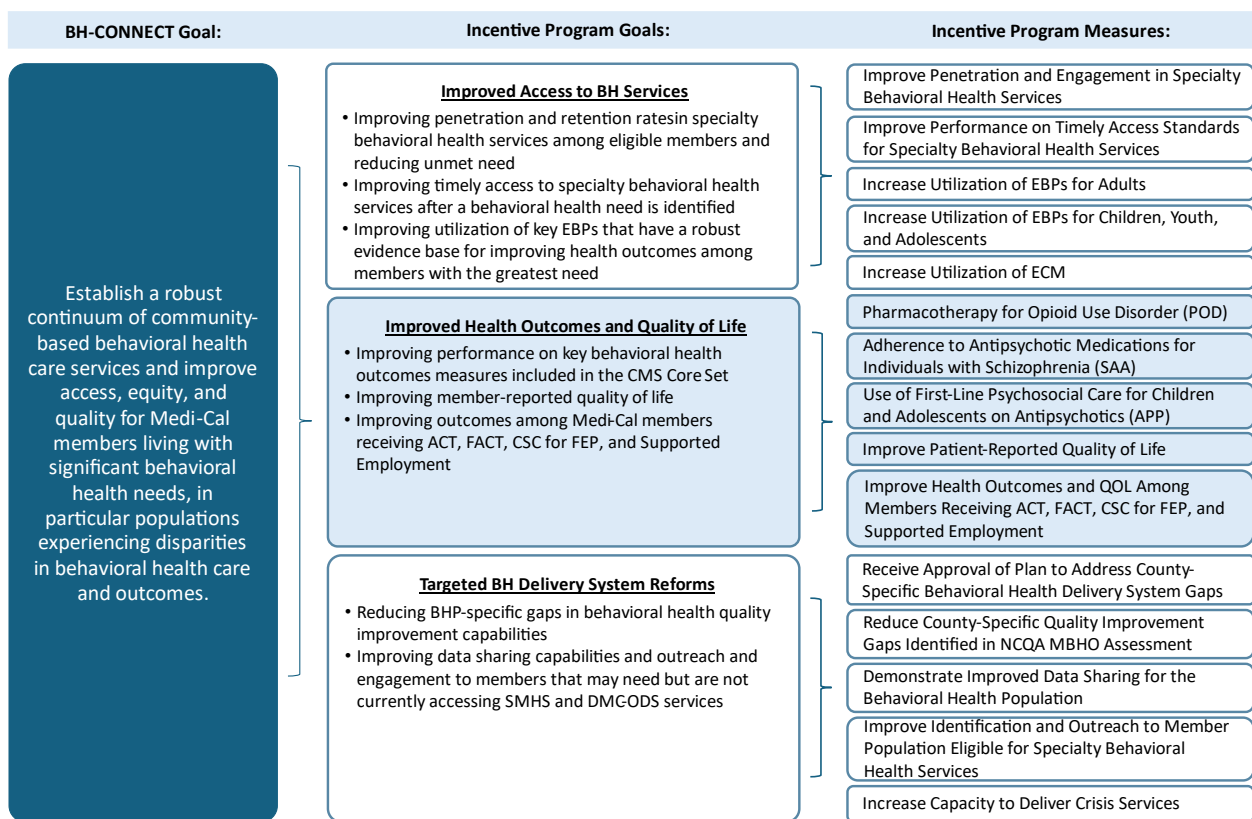 BH-CONNECT Goal:
Incentive Program Goals:
Incentive Program Measures:
Establish a robust
continuum of community-
based behavioral health
care services and improve
access, equity, and
quality for Medi-Cal
members living with
significant behavioral
health needs, in
particular populations
experiencing disparities
in behavioral health care
and outcomes.
Improved Access to BH Services
• Improving penetration and retention ratesin specialty
behavioral health services among eligible members and
reducing unmet need
• Improving timely access to specialty behavioral health
services after a behavioral health need is identified
• Improving utilization of key EBPs that have a robust
evidence base for improving health outcomes among
members with the greatest need
Improve Penetration and Engagement in Specialty
Behavioral Health Services
Improve Performance on Timely Access Standards
for Specialty Behavioral Health Services
Increase Utilization of EBPs for Adults
Increase Utilization of EBPs for Children, Youth,
and Adolescents
Increase Utilization of ECM
Improved Health Outcomes and Quality of Life
• Improving performance on key behavioral health
outcomes measures included in the CMS Core Set
• Improving member-reported quality of life
• Improving outcomes among Medi-Cal members
receiving ACT, FACT, CSC for FEP, and Supported
Employment
Pharmacotherapy for Opioid Use Disorder (POD)
Adherence to Antipsychotic Medications for
Individuals with Schizophrenia (SAA)
Use of First-Line Psychosocial Care for Children
and Adolescents on Antipsychotics (APP)
Improve Patient-Reported Quality of Life
Improve Health Outcomes and QOL Among
Members Receiving ACT, FACT, CSC for FEP, and
Supported Employment
Targeted BH Delivery System Reforms
• Reducing BHP-specific gaps in behavioral health quality
improvement capabilities
• Improving data sharing capabilities and outreach and
engagement to members that may need but are not
currently accessing SMHS and DMC-ODS services
Receive Approval of Plan to Address County-
Specific Behavioral Health Delivery System Gaps
Reduce County-Specific Quality Improvement
Gaps Identified in NCQA MBHO Assessment
Demonstrate Improved Data Sharing for the
Behavioral Health Population
Improve Identification and Outreach to Member
Population Eligible for Specialty Behavioral
Health Services
Increase Capacity to Deliver Crisis Services